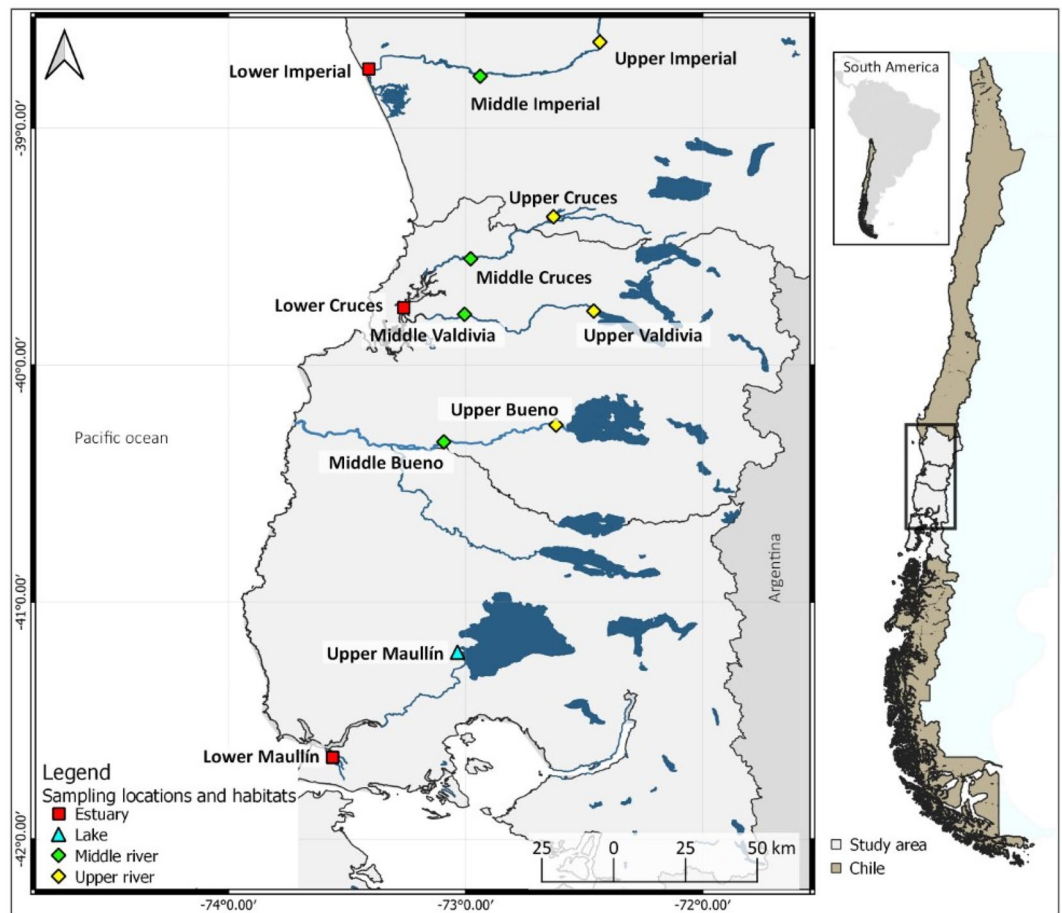 Lower Imperial
Upper Imperial
Middle Imperial
Upper Cruces
Middle Cruces
Lower Cruces
Middle Valdivia
Upper Valdivia
Upper Bueno
Pacific ocean
Middle Bueno
Argentina
Upper Maullín
Lower Maullín
Legend
Sampling locations and habitats
Estuary
Lake
Middle river
Upper river
25 0 25 50 km
-39°0.00'
-40°0.00'
-41°0.00'
-42°0.00'
-74°0.00' -73°0.00' -72°0.00'
South America
Study area
Chile